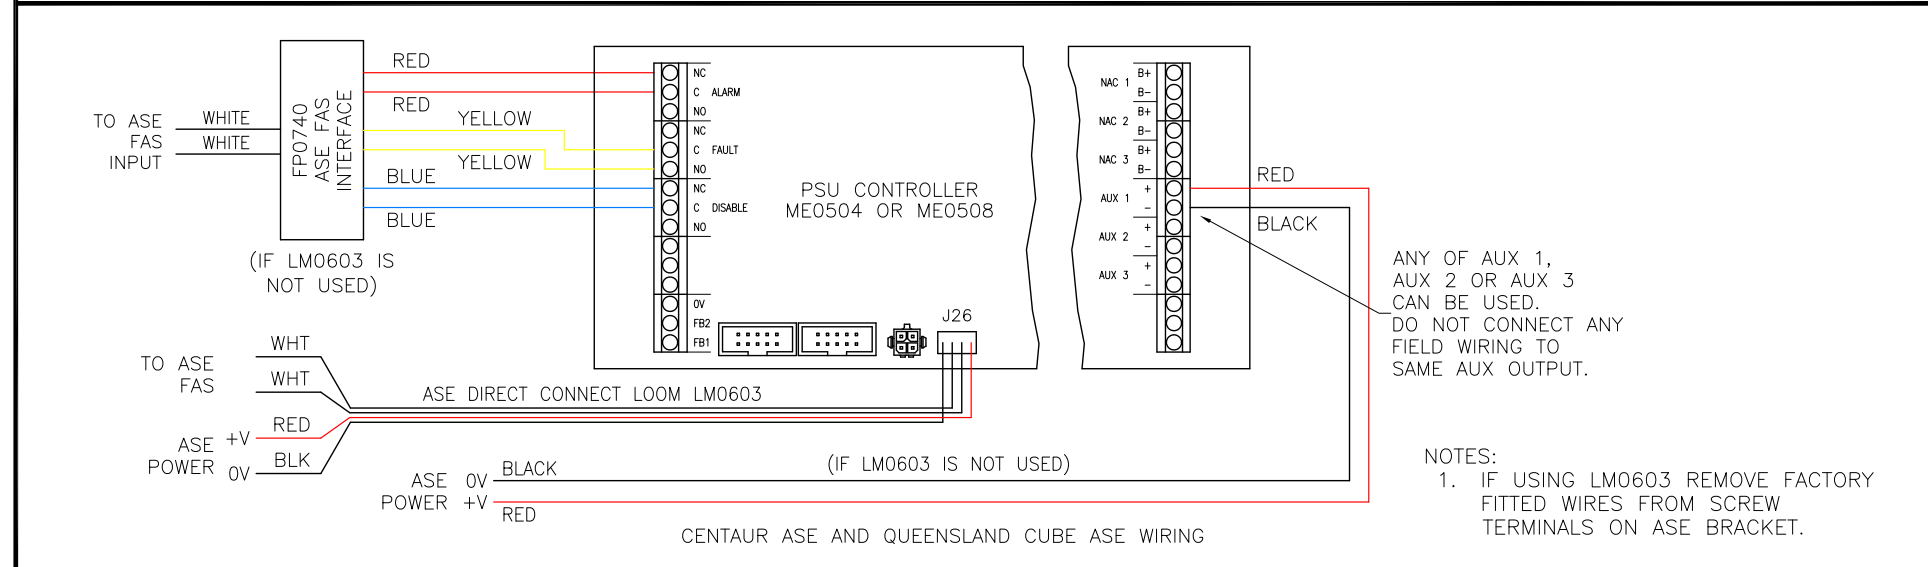 RED
RED
YELLOW
YELLOW
BLUE
BLUE
TO ASE
FAS
INPUT
WHITE
WHITE
FP0740
ASE FAS
INTERFACE
(IF LM0603 IS
NOT USED)
NC
C ALARM
NO
NC
C FAULT
NO
NC
C DISABLE
NO
0V
FB2
FB1
PSU CONTROLLER
ME0504 OR ME0508
J26
NAC 1 B+
B-
NAC 2 B+
B-
NAC 3 B+
B-
AUX 1 +
-
AUX 2 +
-
AUX 3 +
-
RED
BLACK
ANY OF AUX 1,
AUX 2 OR AUX 3
CAN BE USED.
DO NOT CONNECT ANY
FIELD WIRING TO
SAME AUX OUTPUT.
TO ASE
FAS
WHT
WHT
ASE DIRECT CONNECT LOOM LM0603
ASE
POWER
+V
0V
RED
BLK
ASE 0V
POWER +V
BLACK
RED
(IF LM0603 IS NOT USED)
CENTAUR ASE AND QUEENSLAND CUBE ASE WIRING
NOTES:
1. IF USING LM0603 REMOVE FACTORY
FITTED WIRES FROM SCREW
TERMINALS ON ASE BRACKET.